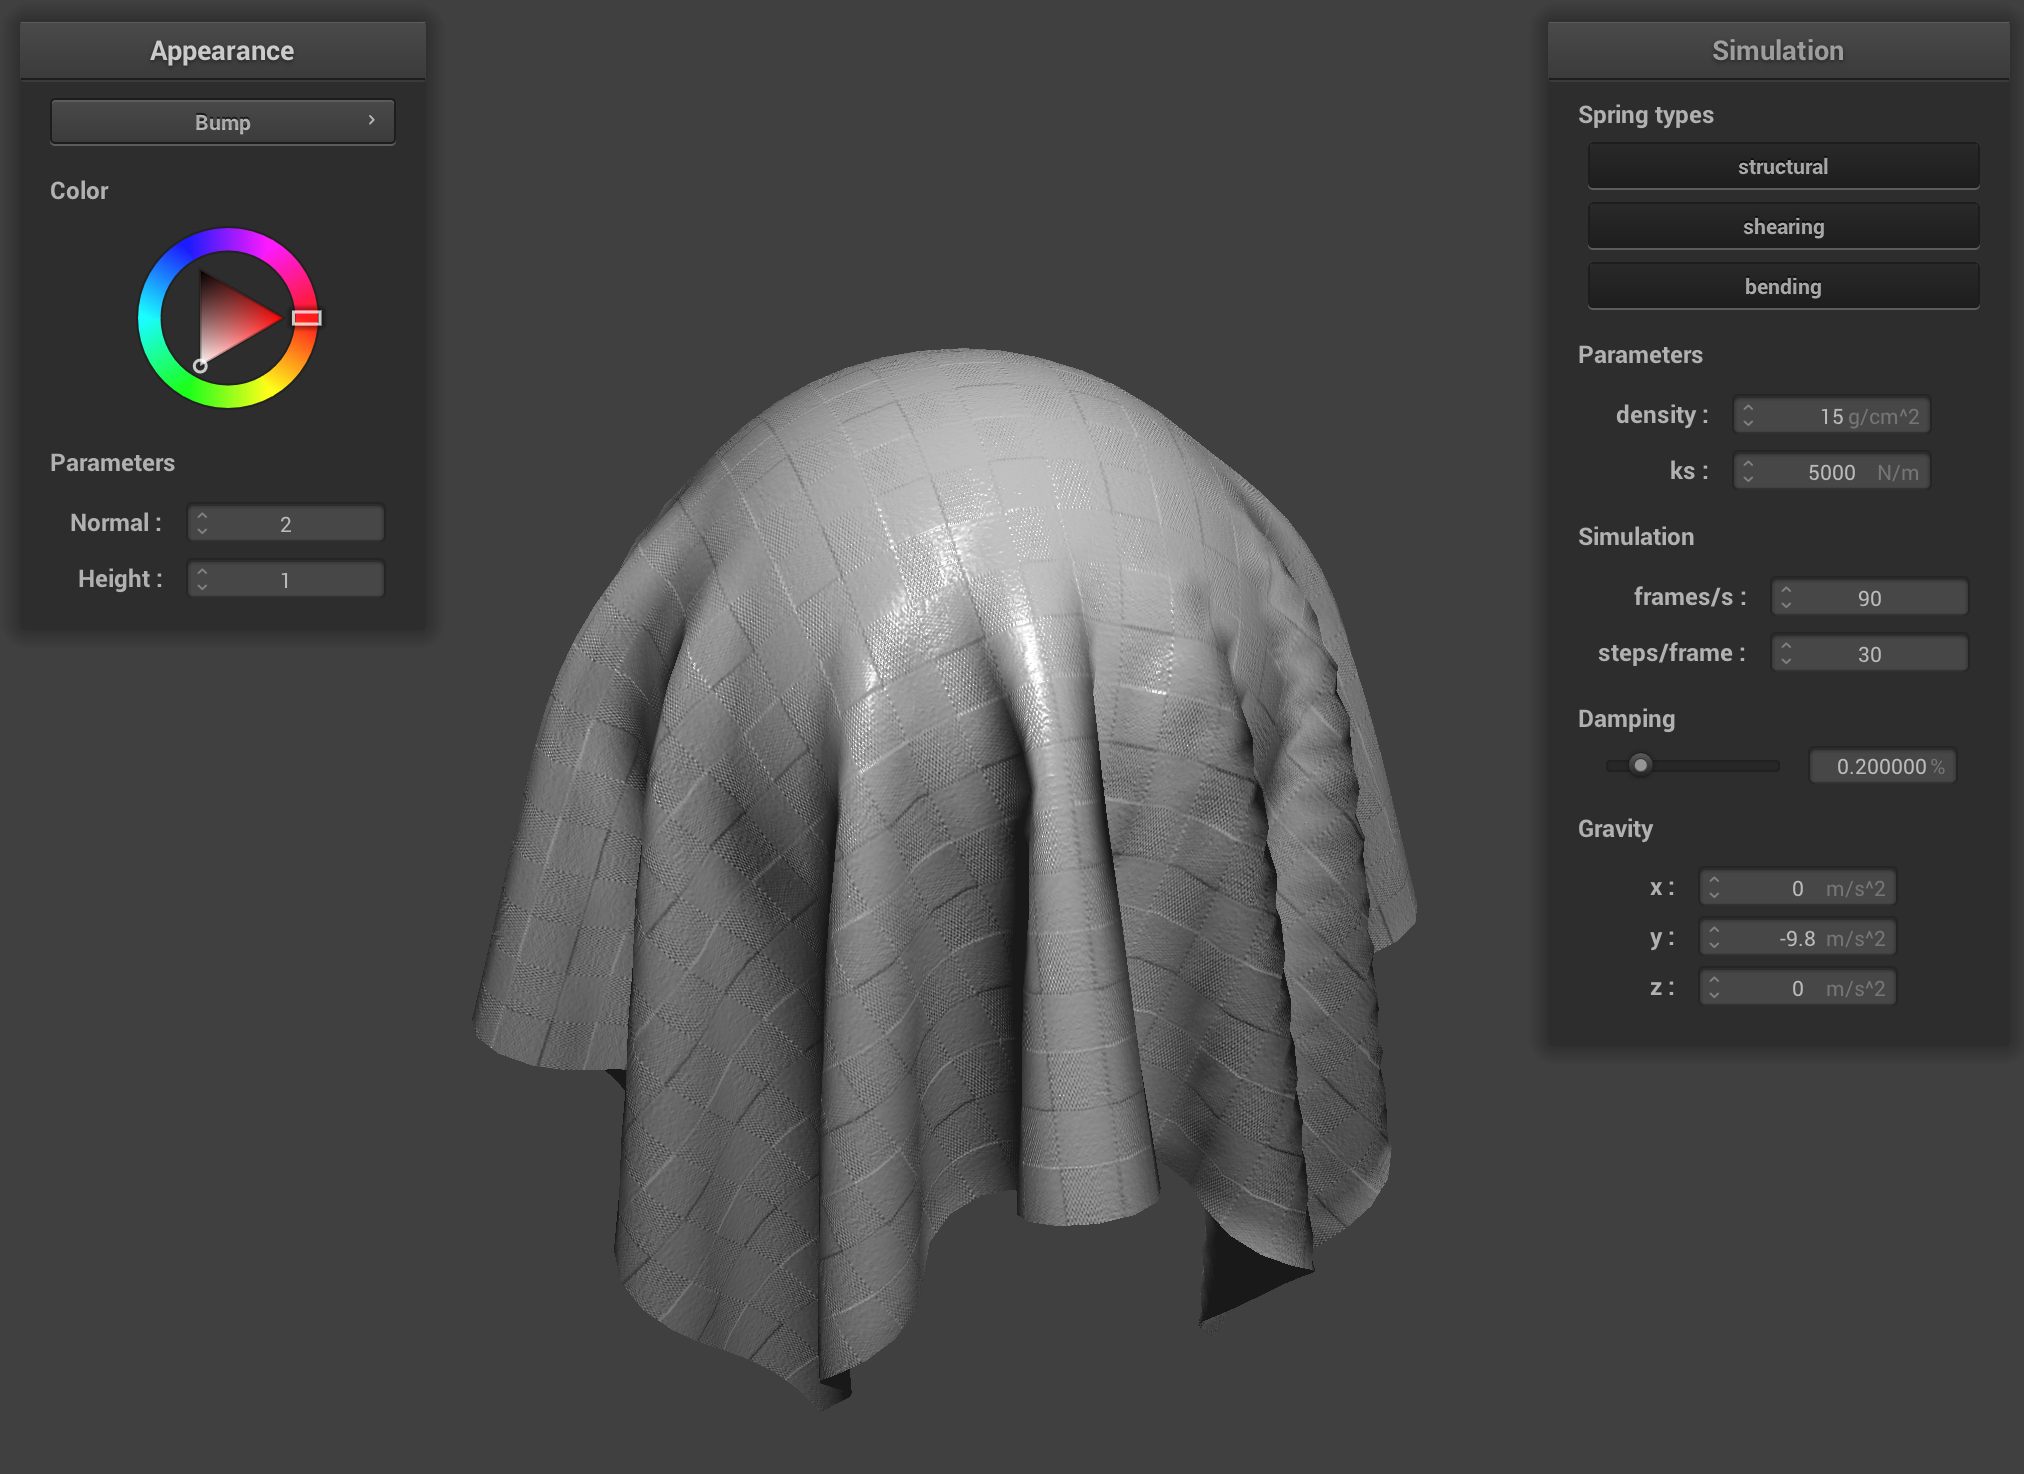 Appearance
Bump
Color
Parameters
Normal : 2
Height : 1
Simulation
Spring types
structural
shearing
bending
Parameters
density : 15 g/cm^2
ks : 5000 N/m
Simulation
frames/s : 90
steps/frame : 30
Damping
0.200000 %
Gravity
x : 0 m/s^2
y : -9.8 m/s^2
z : 0 m/s^2